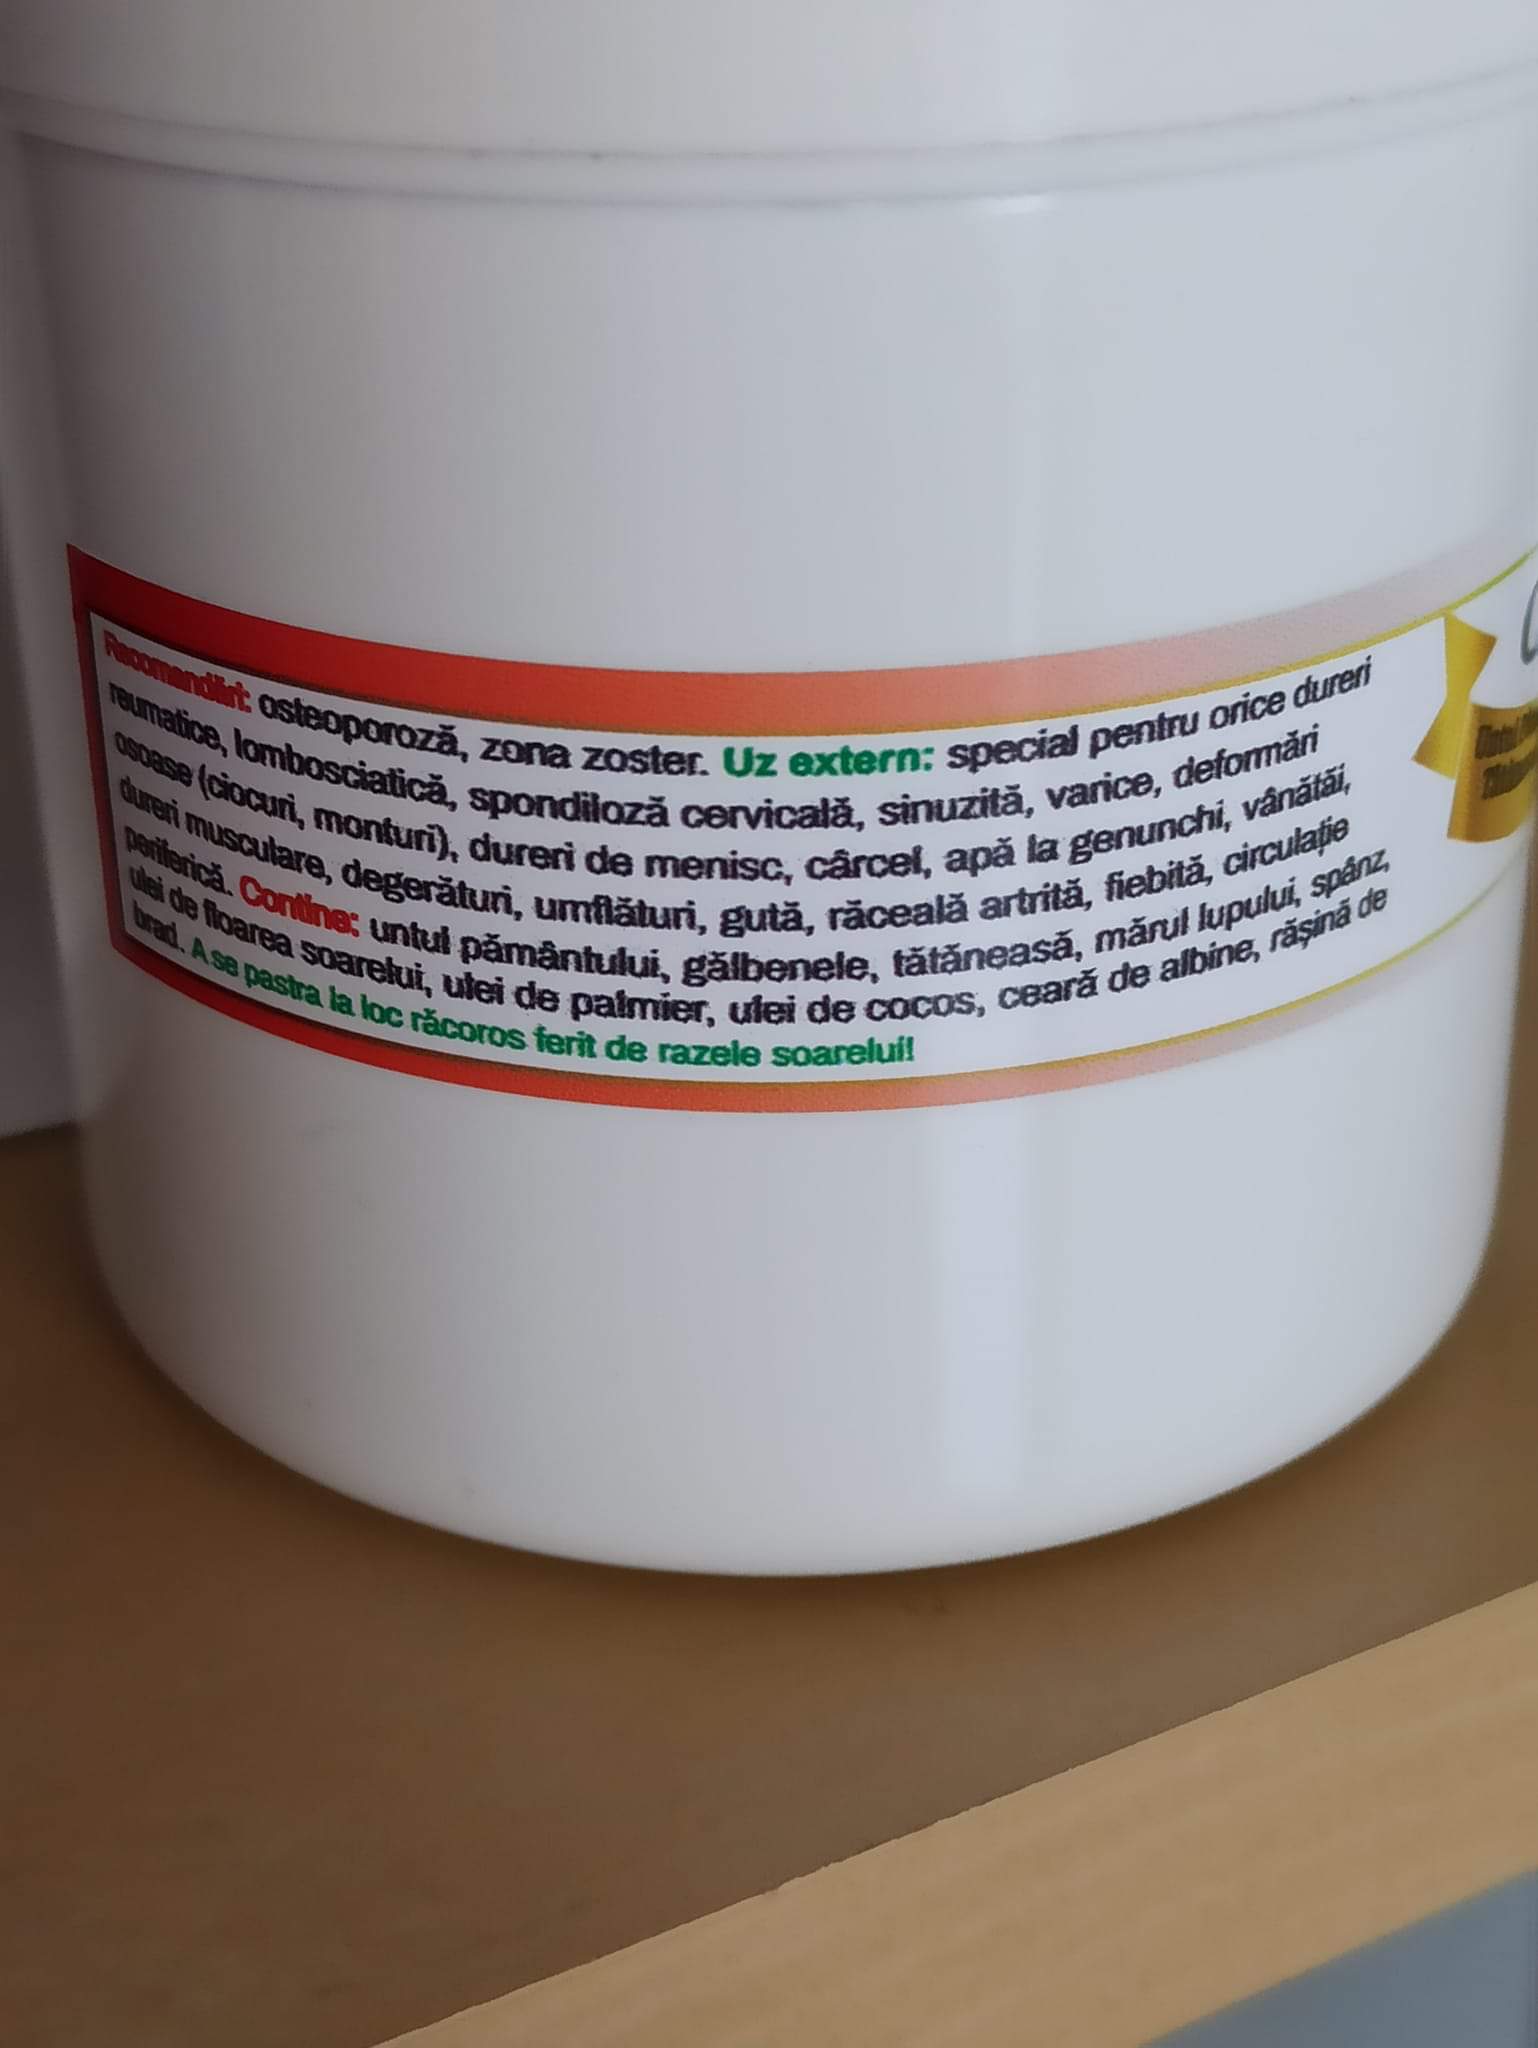 Recomandări: osteoporoză, zona zoster. Uz extern: special pentru orice dureri
reumatice, lombosciatică, spondiloză cervicală, sinuzită, varice, deformări
osoase (ciocuri, monturi), dureri de menisc, cârcei, apă la genunchi, vânătăi,
dureri musculare, degerături, umflături, gută, răceală artrită, flebită, circulație
periferică. Contine: untul pământului, gălbenele, tătăneasă, mărul lupului, spânz,
ulei de floarea soarelui, ulei de palmier, ulei de cocos, ceară de albine, rășină de
brad. A se pastra la loc răcoros ferit de razele soarelui!